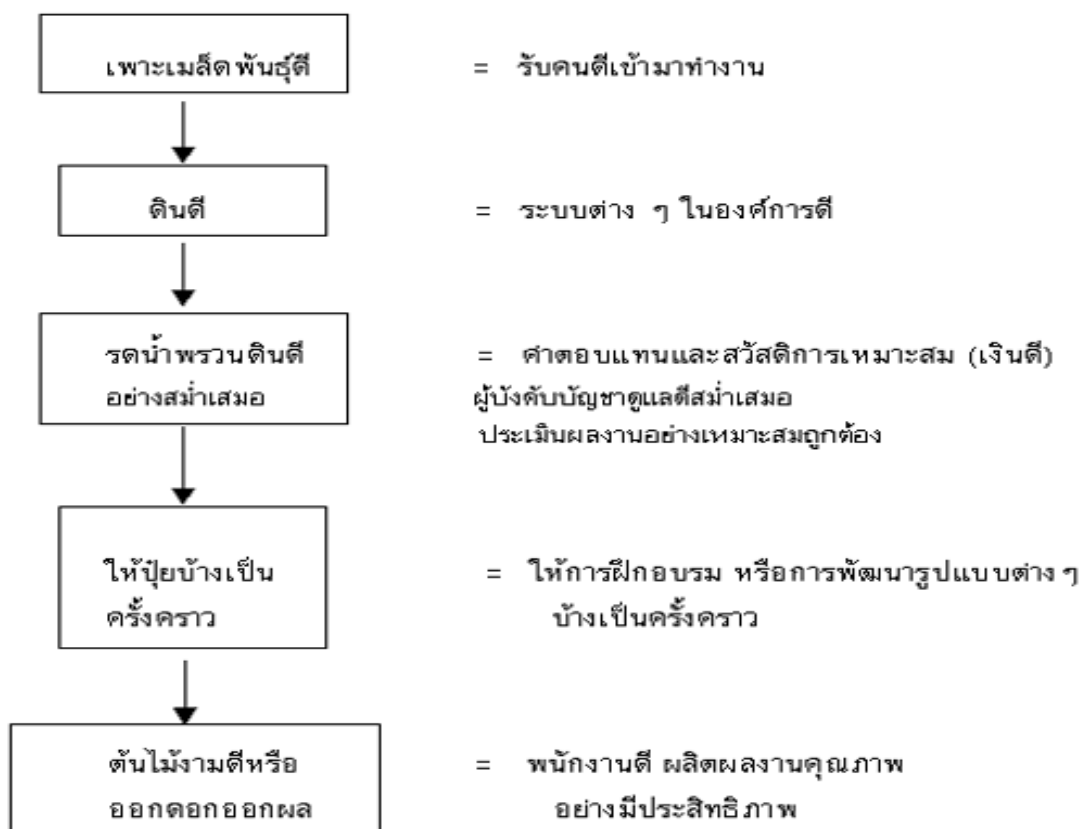 เพาะเมล็ดพันธุ์ดี = รับคนดีเข้ามาทำงาน
ดินดี = ระบบต่าง ๆ ในองค์การดี
รดน้ำพรวนดินดี = ค่าตอบแทนและสวัสดิการเหมาะสม (เงินดี)
อย่างสม่ำเสมอ ผู้บังคับบัญชาดูแลดีสม่ำเสมอ
ประเมินผลงานอย่างเหมาะสมถูกต้อง
ให้ปุ๋ยบ้างเป็น = ให้การฝึกอบรม หรือการพัฒนารูปแบบต่าง ๆ
ครั้งคราว บ้างเป็นครั้งคราว
ต้นไม้งามดีหรือ = พนักงานดี ผลิตผลงานคุณภาพ
ออกดอกออกผล อย่างมีประสิทธิภาพ